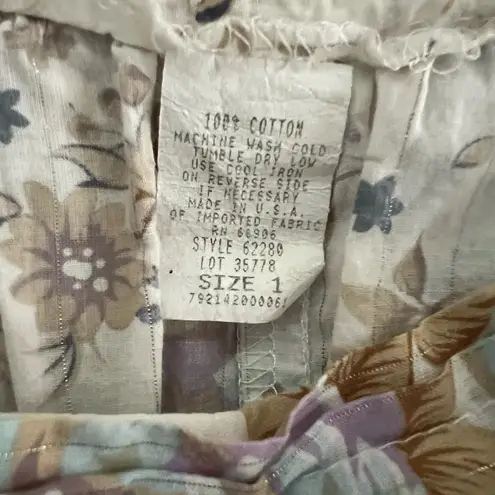 100% COTTON
MACHINE WASH COLD
TUMBLE DRY LOW
USE COOL IRON
ON REVERSE SIDE
IF NECESSARY
MADE IN U.S.A.
OF IMPORTED FABRIC
RN 66906
STYLE 62280
LOT 35778
SIZE 1